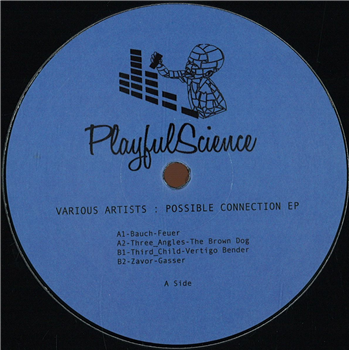 PlayfulScience
VARIOUS ARTISTS : POSSIBLE CONNECTION EP
A1-Bauch-Feuer
A2-Three_Angles-The Brown Dog
B1-Third_Child-Vertigo Bender
B2-Zavor-Gasser
A Side